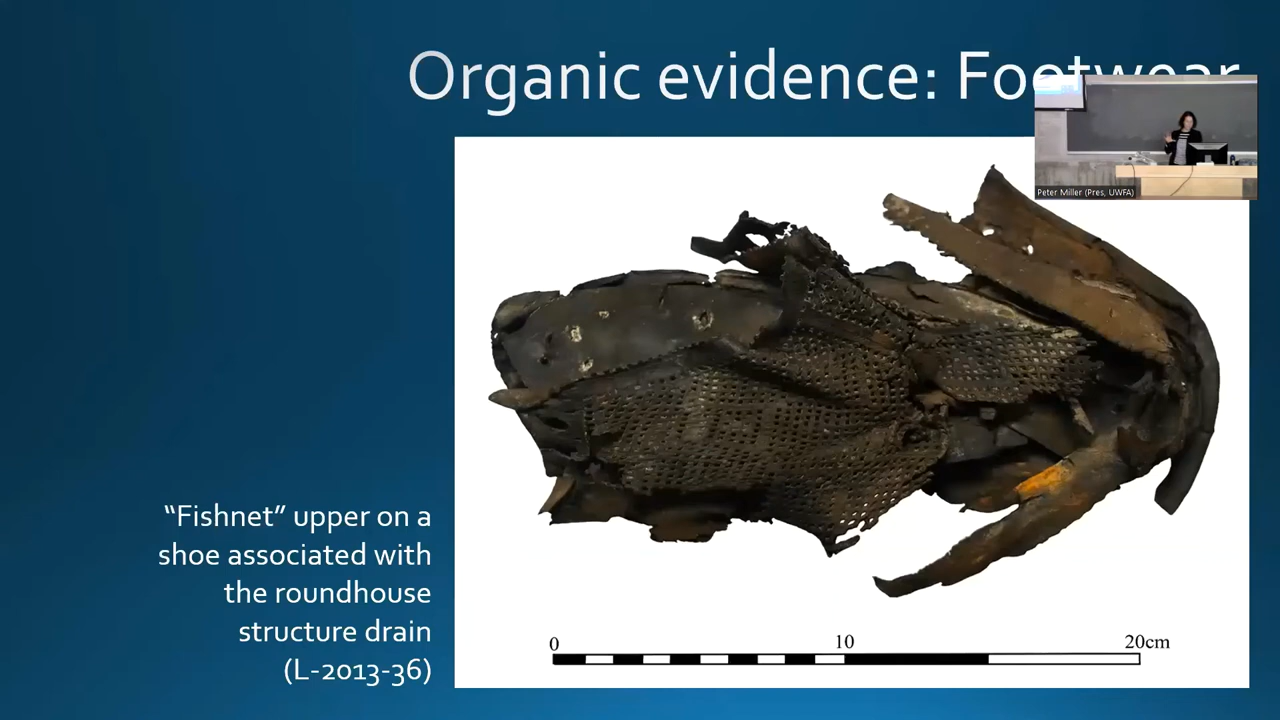 Organic evidence: Footwear
Peter Miller (Pres, UWFA)
“Fishnet” upper on a
shoe associated with
the roundhouse
structure drain
(L-2013-36)
0 10 20cm